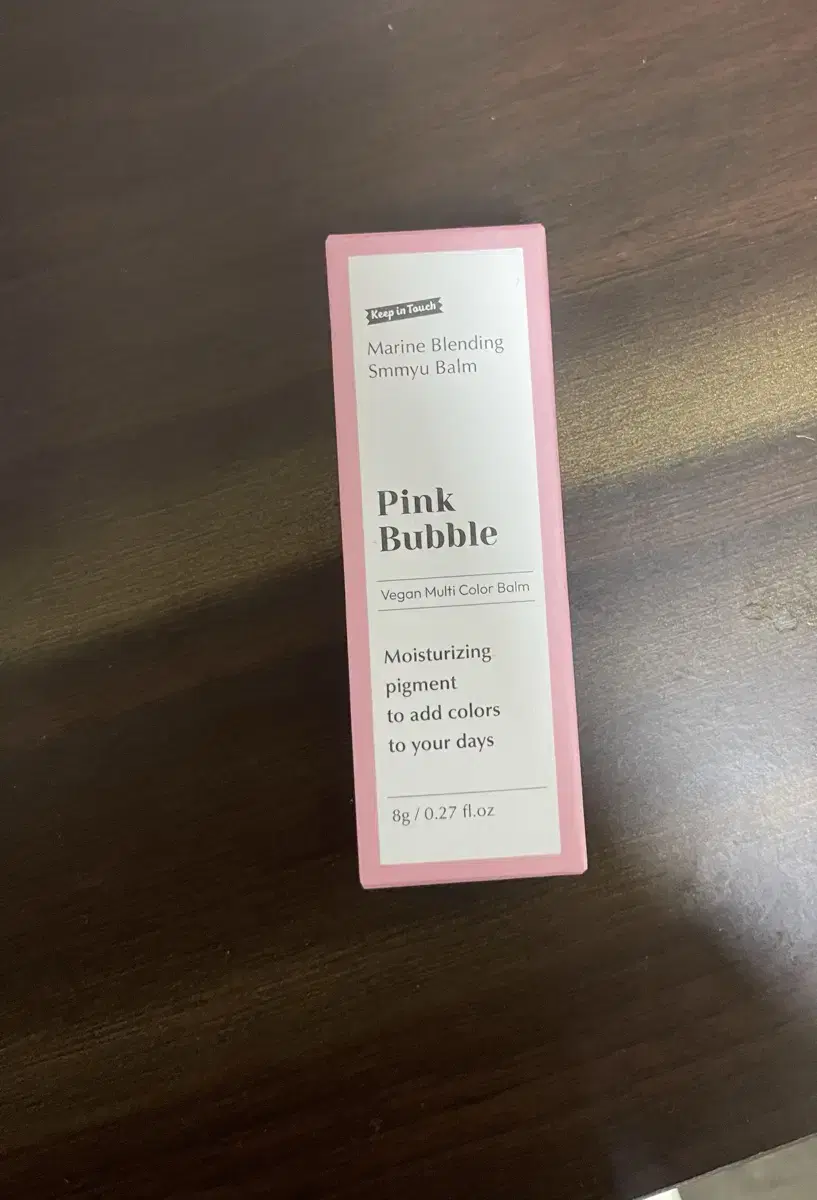 Keep in Touch
Marine Blending
Smmyu Balm
Pink
Bubble
Vegan Multi Color Balm
Moisturizing
pigment
to add colors
to your days
8g / 0.27 fl.oz